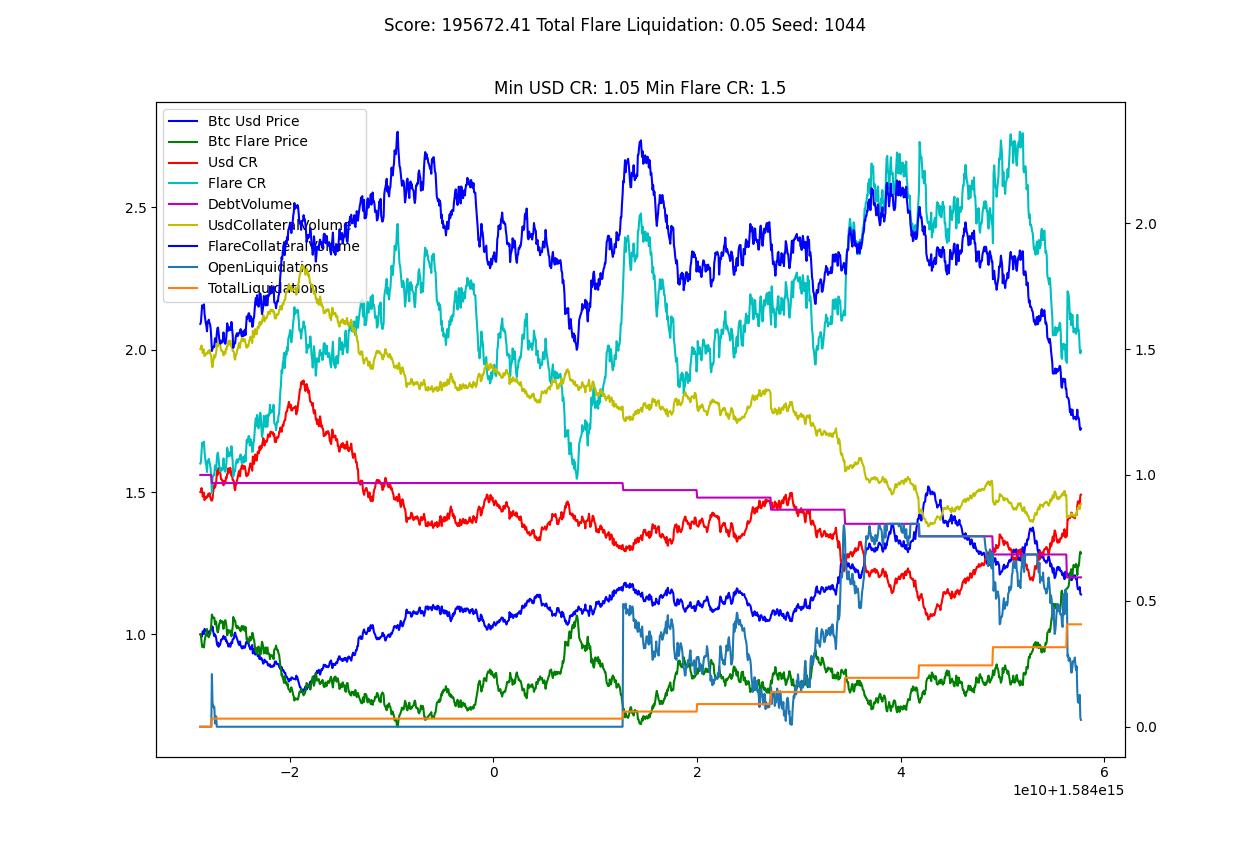 Score: 195672.41 Total Flare Liquidation: 0.05 Seed: 1044
Min USD CR: 1.05 Min Flare CR: 1.5
Btc Usd Price
Btc Flare Price
Usd CR
Flare CR
DebtVolume
UsdCollateralVolume
FlareCollateralVolume
OpenLiquidations
TotalLiquidations
2.5
2.0
1.5
1.0
2.0
1.5
1.0
0.5
0.0
−2
0
2
4
6
1e10+1.584e15